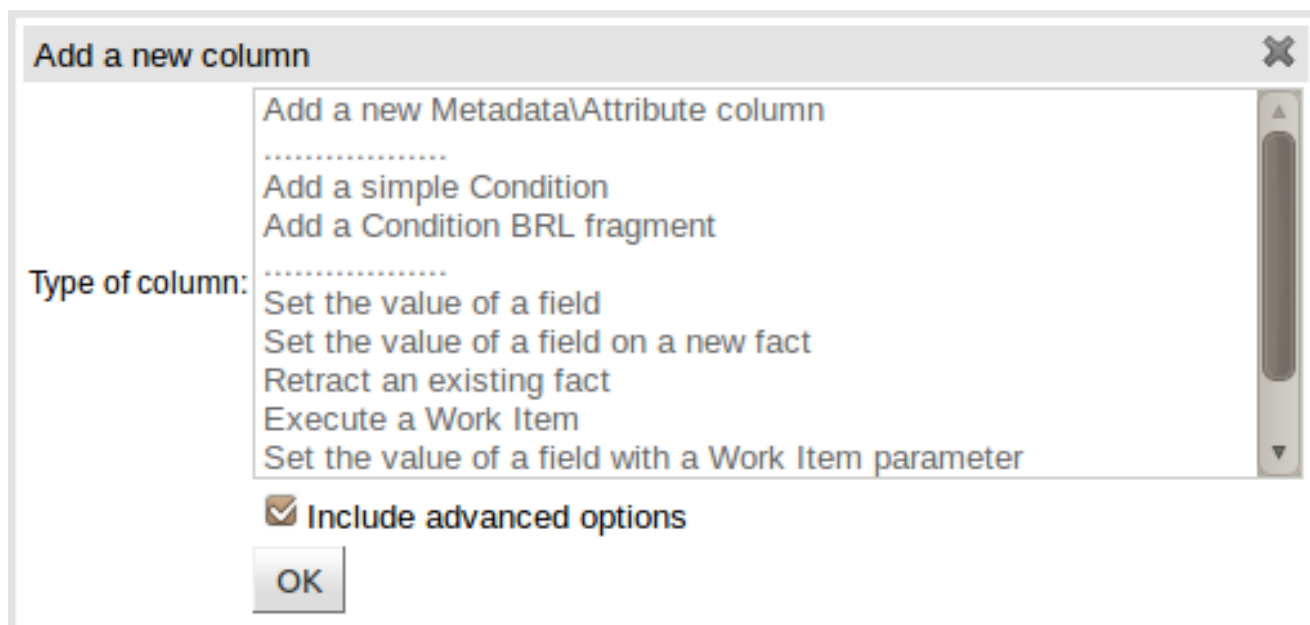 Add a new column
Add a new Metadata\Attribute column
..................
Add a simple Condition
Add a Condition BRL fragment
..................
Type of column:
Set the value of a field
Set the value of a field on a new fact
Retract an existing fact
Execute a Work Item
Set the value of a field with a Work Item parameter
Include advanced options
OK